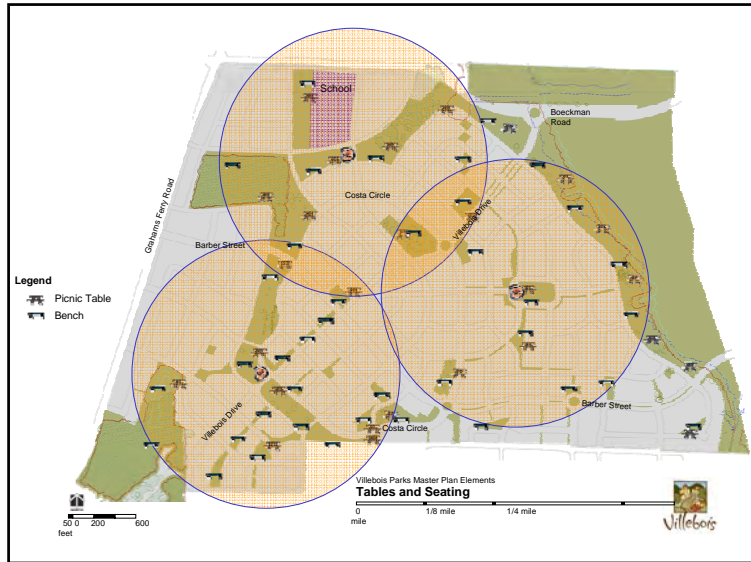 School
Boeckman
Road
Costa Circle
Villebois Drive
Grahams Ferry Road
Barber Street
Legend
Picnic Table
Bench
Villebois Drive
Barber Street
Costa Circle
Villebois Parks Master Plan Elements
Tables and Seating
0 1/8 mile 1/4 mile
mile
50 0 200 600
feet
Villebois